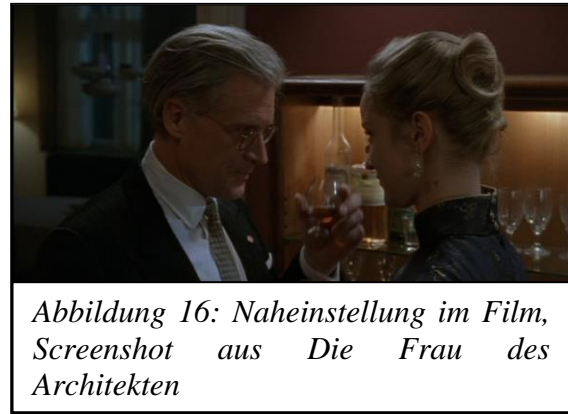 Abbildung 16: Naheinstellung im Film,
Screenshot aus Die Frau des
Architekten